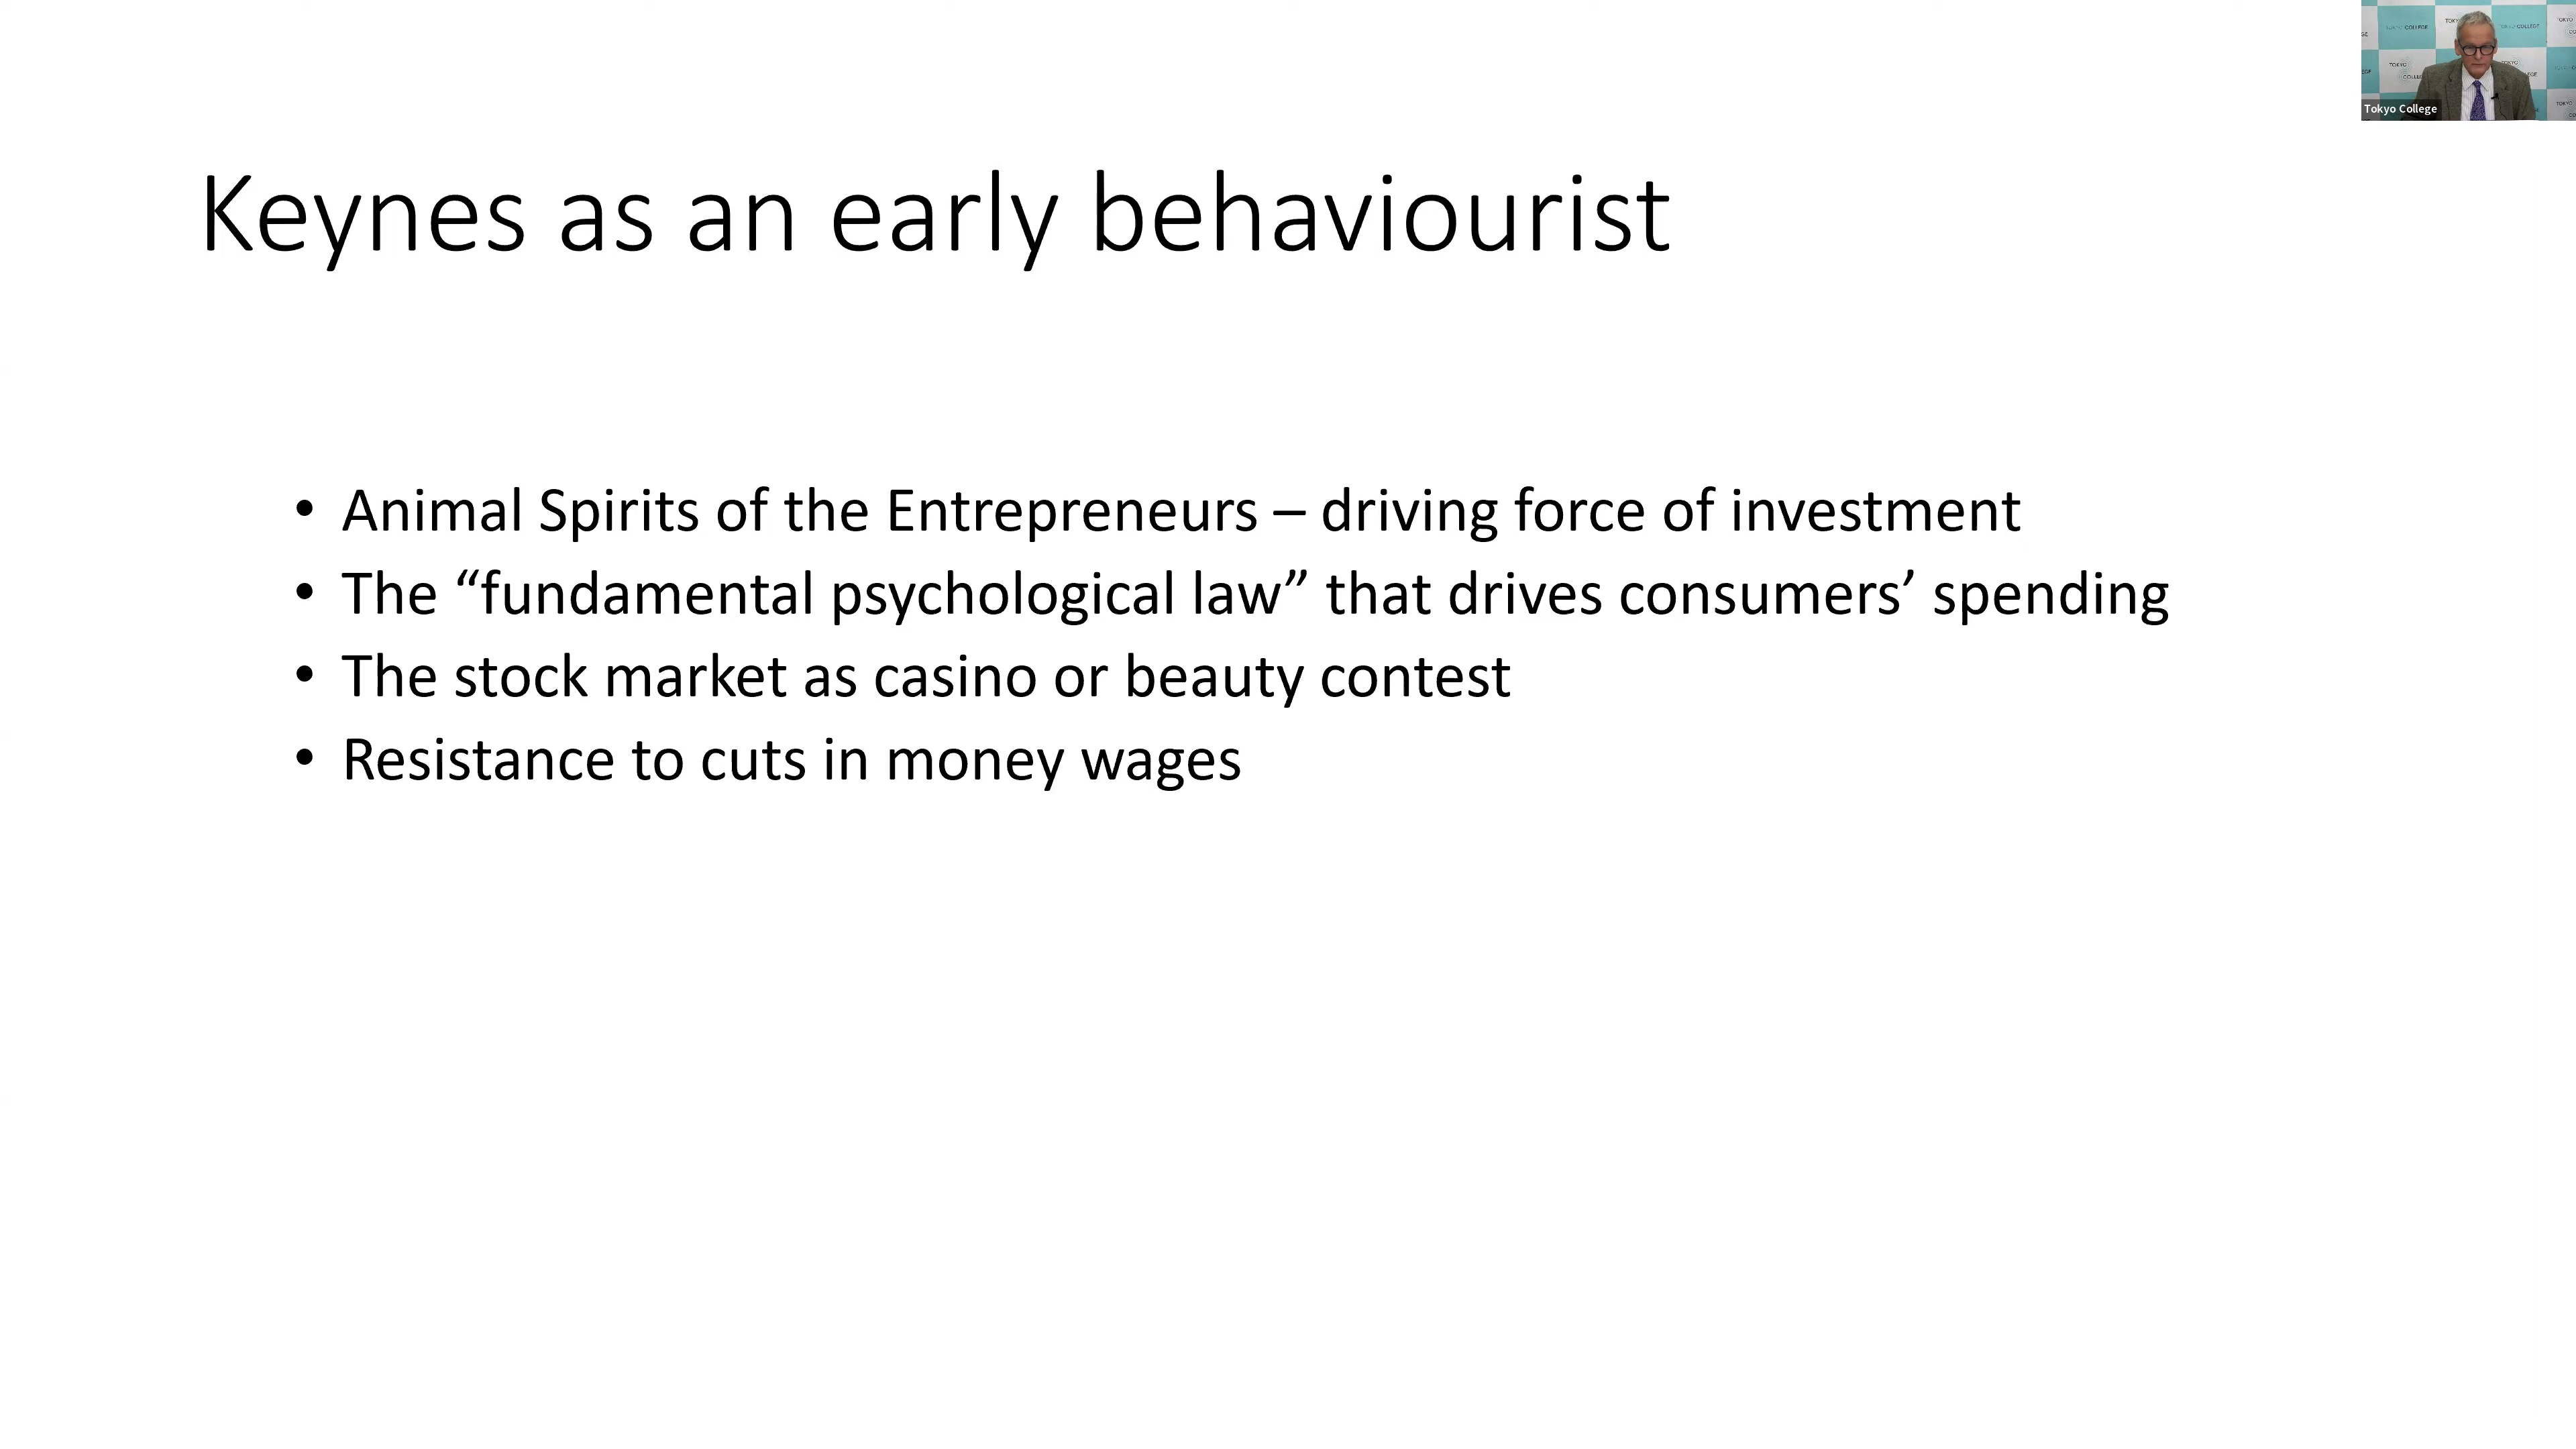 Keynes as an early behaviourist
• Animal Spirits of the Entrepreneurs – driving force of investment
• The “fundamental psychological law” that drives consumers’ spending
• The stock market as casino or beauty contest
• Resistance to cuts in money wages
Tokyo College